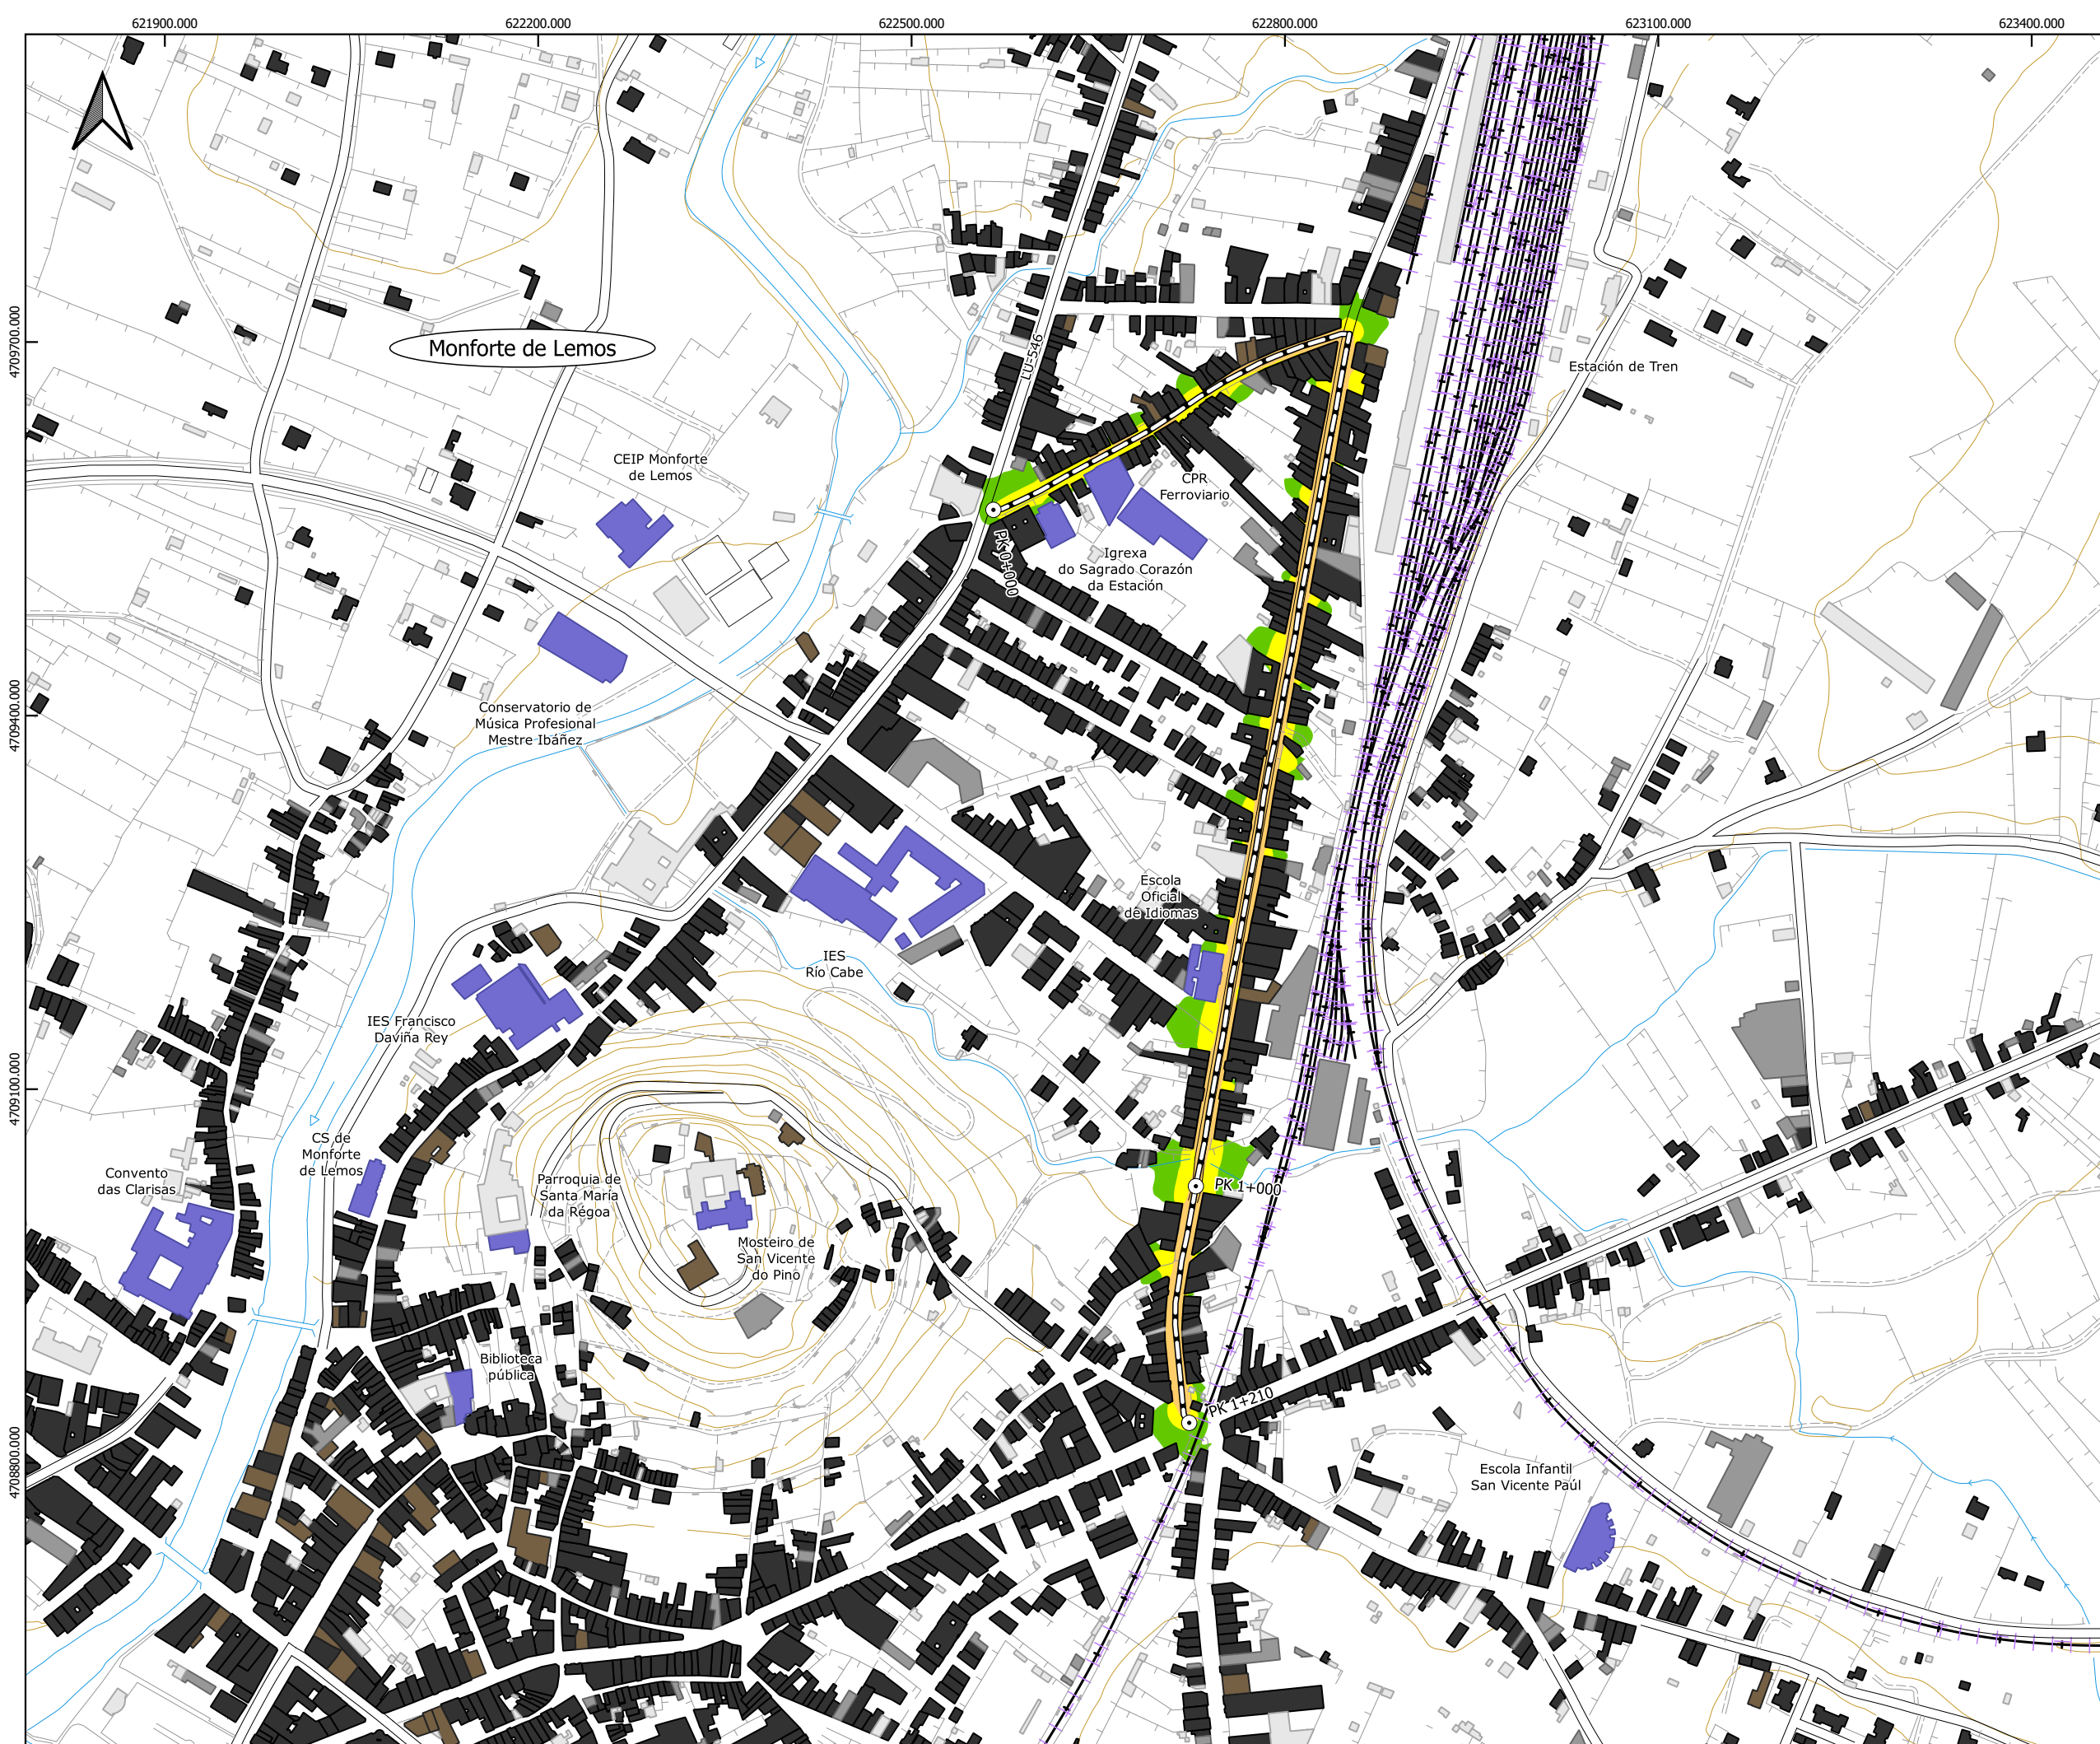 621900.000
622200.000
622500.000
622800.000
623100.000
623400.000
4709700.000
4709400.000
4709100.000
4708800.000
Monforte de Lemos
LU-546
Estación de Tren
CEIP Monforte
de Lemos
CPR
Ferroviario
PK 0+000
Igrexa
do Sagrado Corazón
da Estación
Conservatorio de
Música Profesional
Mestre Ibáñez
Escola
Oficial
de Idiomas
IES
Río Cabe
IES Francisco
Daviña Rey
CS de
Monforte
de Lemos
Convento
das Clarisas
Parroquia de
Santa María
da Régoa
PK 1+000
Mosteiro de
San Vicente
do Pino
Biblioteca
pública
PK 1+210
Escola Infantil
San Vicente Paúl